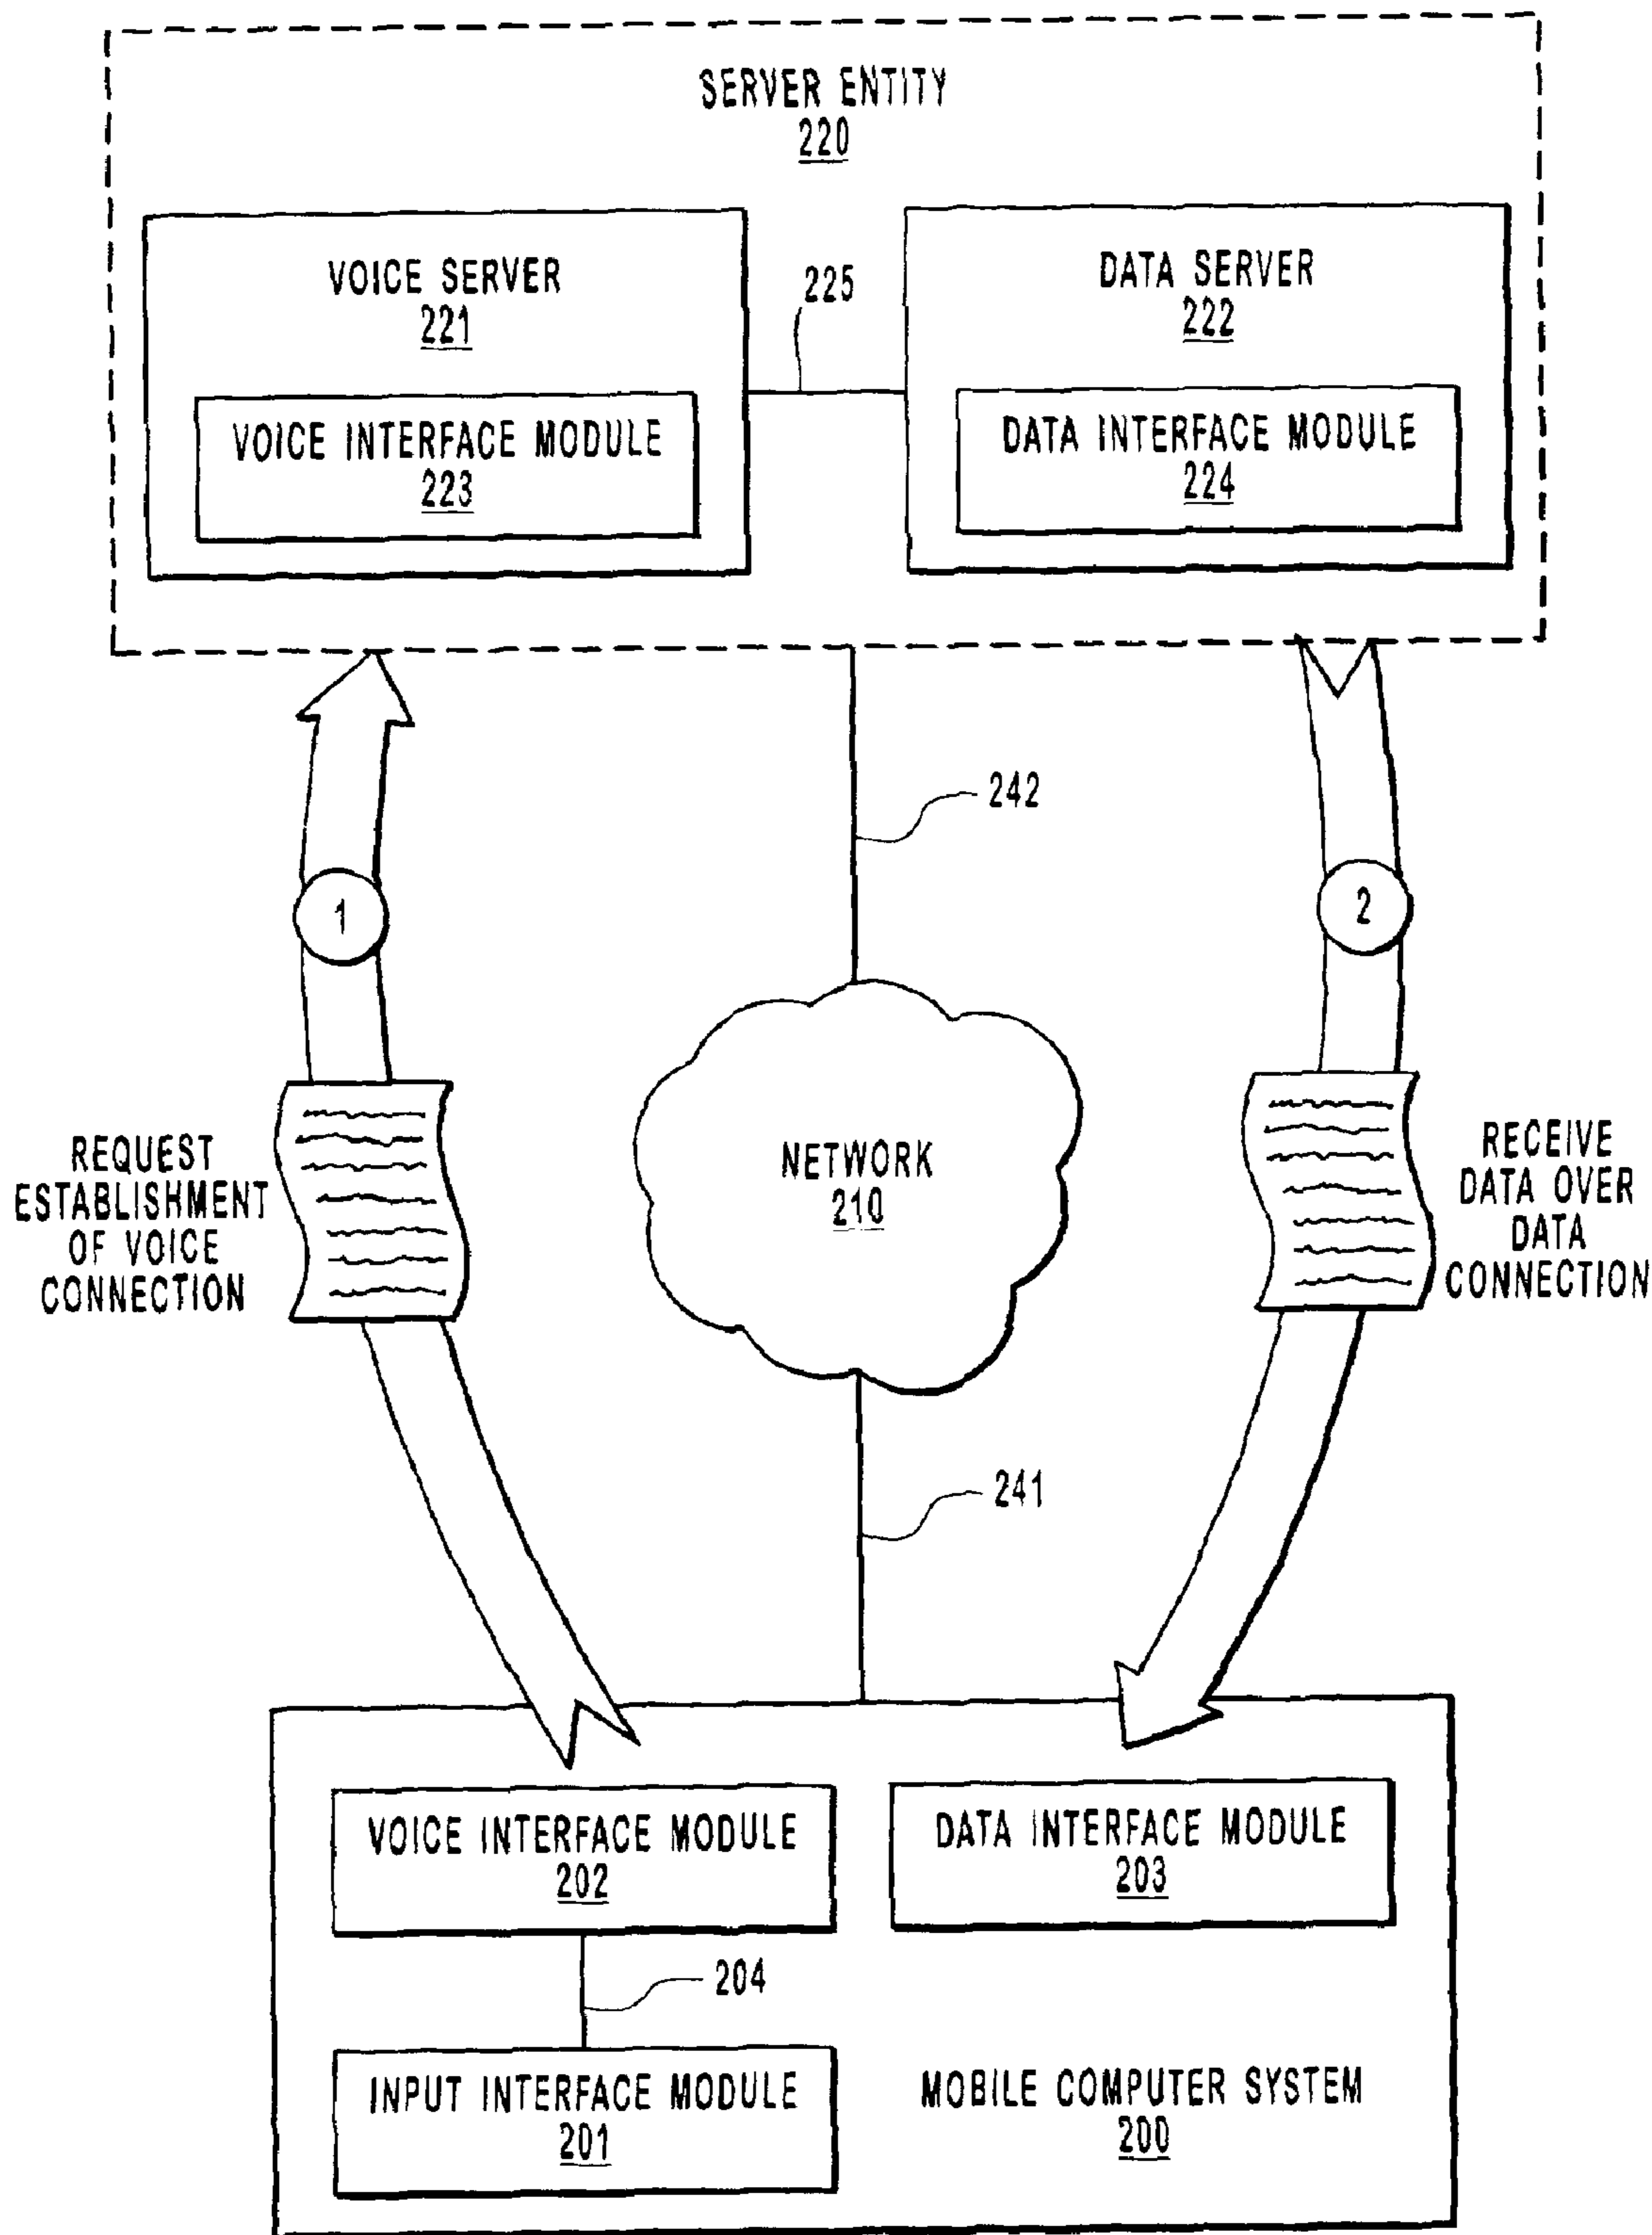 SERVER ENTITY
220
VOICE SERVER
221
225
DATA SERVER
222
VOICE INTERFACE MODULE
223
DATA INTERFACE MODULE
224
242
1
2
REQUEST
ESTABLISHMENT
OF VOICE
CONNECTION
NETWORK
210
RECEIVE
DATA OVER
DATA
CONNECTION
241
VOICE INTERFACE MODULE
202
DATA INTERFACE MODULE
203
204
INPUT INTERFACE MODULE
201
MOBILE COMPUTER SYSTEM
200